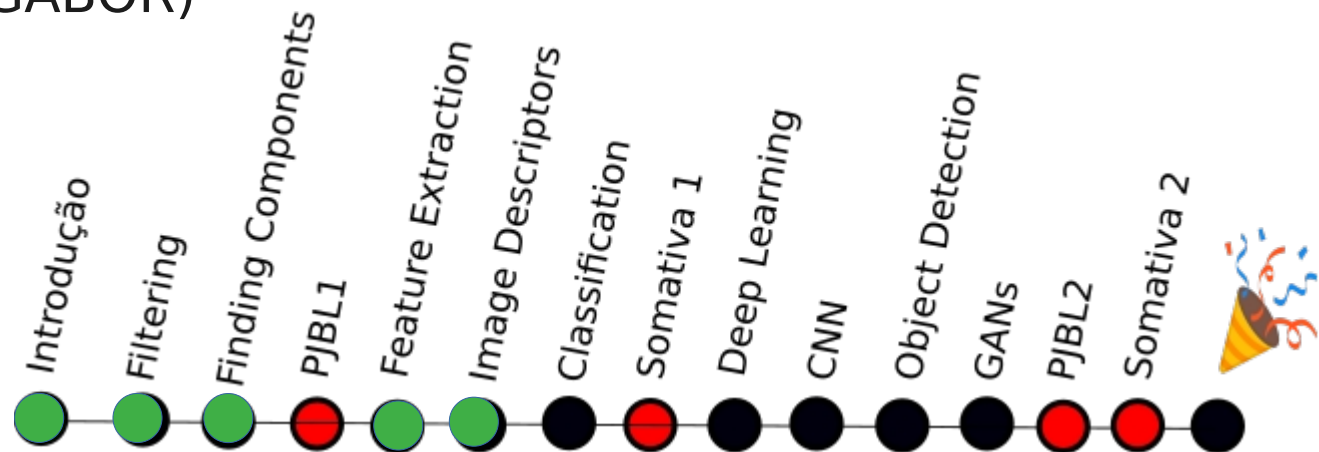 GABOR)
Introdução
Filtering
Finding Components
PJBL1
Feature Extraction
Image Descriptors
Classification
Somativa 1
Deep Learning
CNN
Object Detection
GANs
PJBL2
Somativa 2